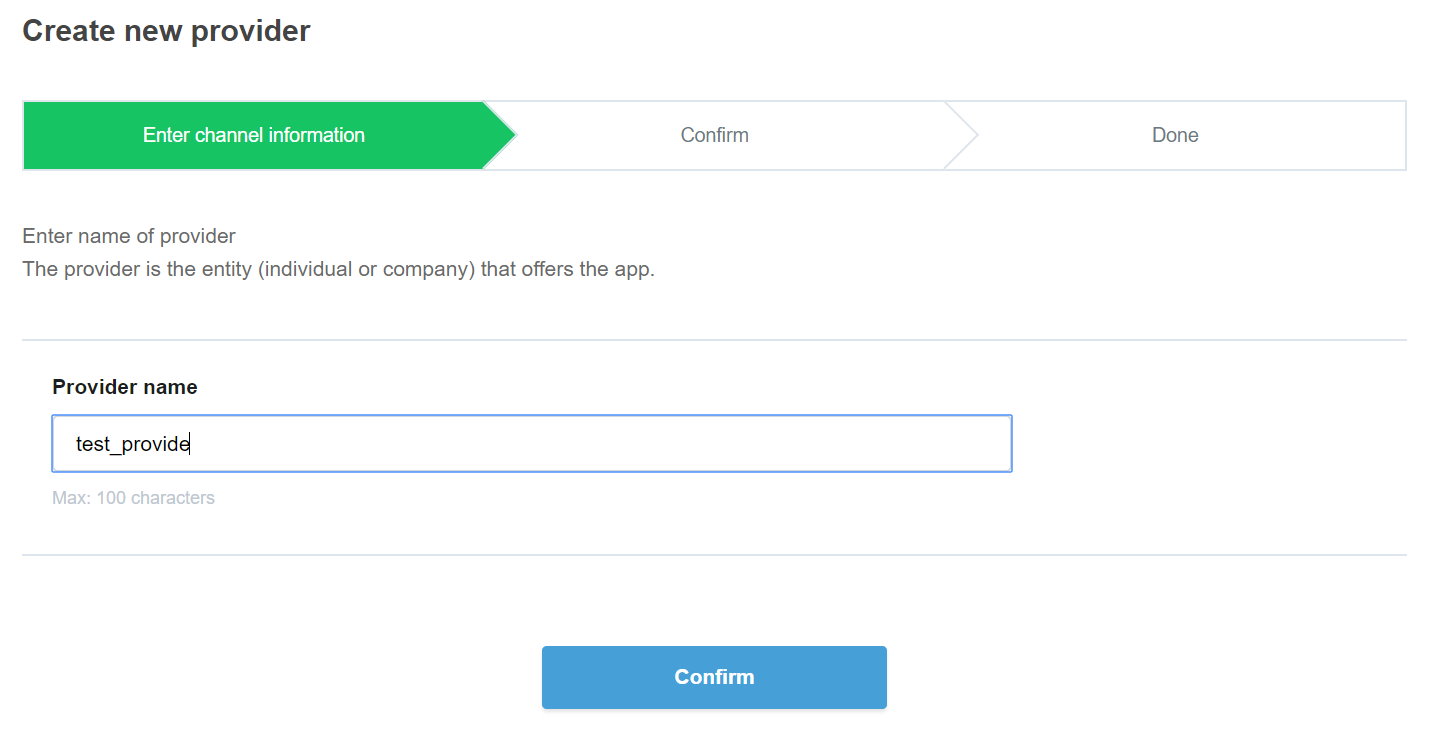 Create new provider
Enter channel information
Confirm
Done
Enter name of provider
The provider is the entity (individual or company) that offers the app.
Provider name
test_provide
Max: 100 characters
Confirm